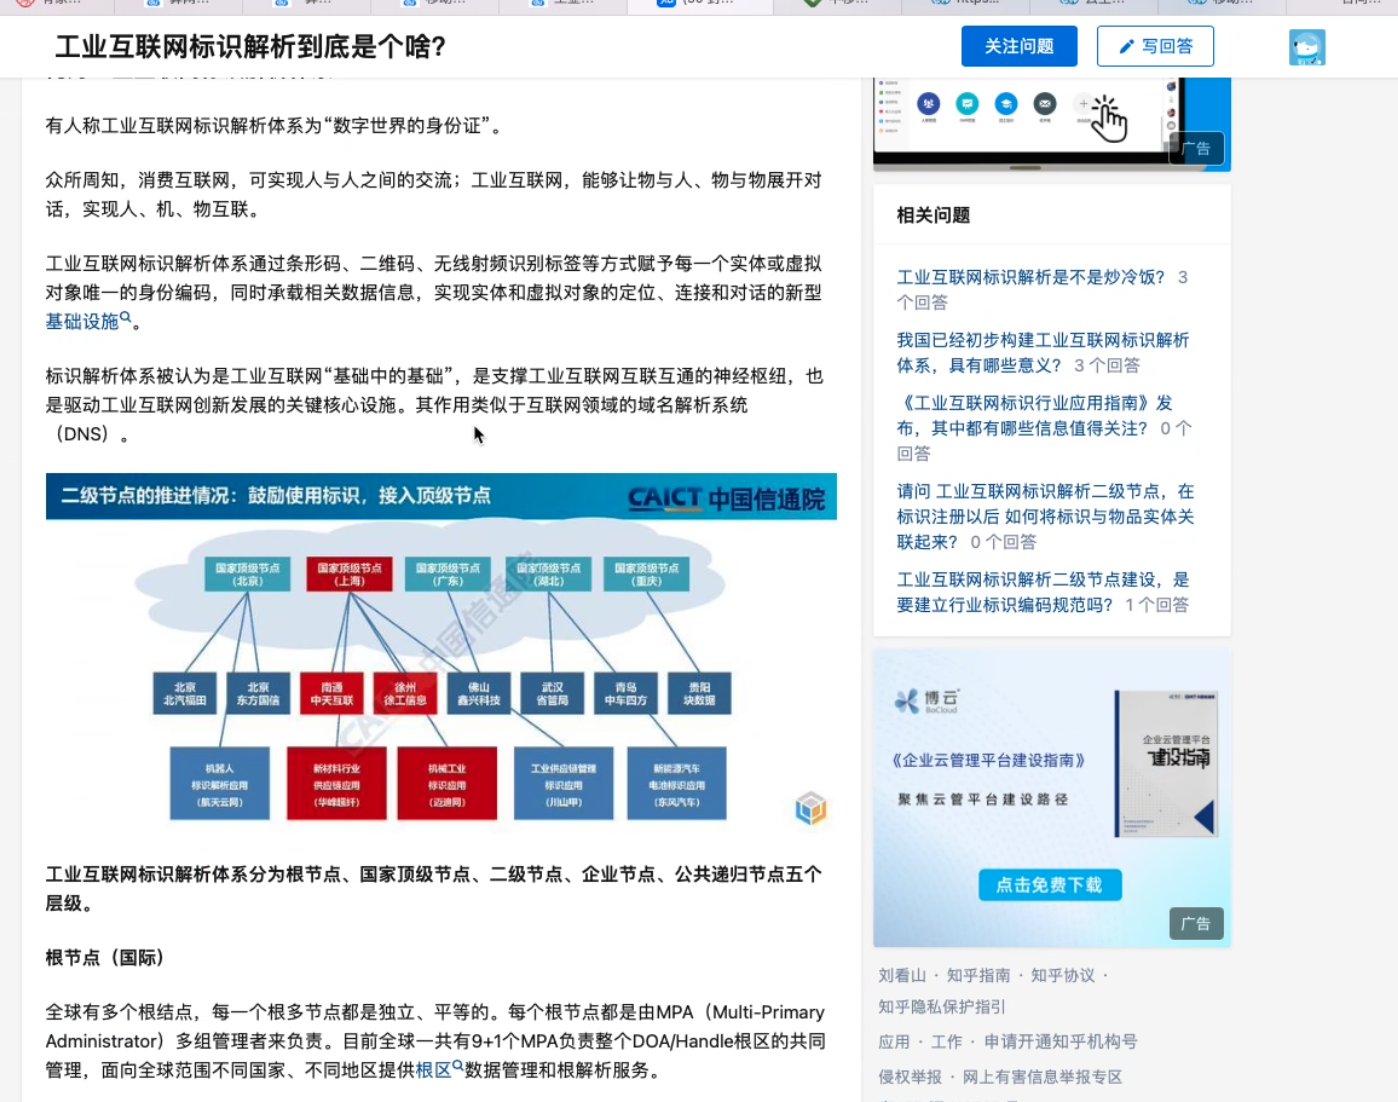 工业互联网标识解析到底是个啥？
关注问题
写回答
有人称工业互联网标识解析体系为“数字世界的身份证”。
众所周知，消费互联网，可实现人与人之间的交流；工业互联网，能够让物与人、物与物展开对
话，实现人、机、物互联。
工业互联网标识解析体系通过条形码、二维码、无线射频识别标签等方式赋予每一个实体或虚拟
对象唯一的身份编码，同时承载相关数据信息，实现实体和虚拟对象的定位、连接和对话的新型
基础设施。
标识解析体系被认为是工业互联网“基础中的基础”，是支撑工业互联网互联互通的神经枢纽，也
是驱动工业互联网创新发展的关键核心设施。其作用类似于互联网领域的域名解析系统
（DNS）。
二级节点的推进情况：鼓励使用标识，接入顶级节点
CAICT 中国信通院
国家顶级节点
（北京）
国家顶级节点
（上海）
国家顶级节点
（广东）
国家顶级节点
（湖北）
国家顶级节点
（重庆）
CAICT 中国信通院
北京
北汽福田
北京
东方国信
南通
中天互联
徐州
徐工信息
佛山
鑫兴科技
武汉
省管局
青岛
中车四方
贵阳
块数据
机器人
标识解析应用
（航天云网）
新材料行业
供应链应用
（华峰超纤）
机械工业
标识应用
（迈迪网）
工业供应链管理
标识应用
（川山甲）
新能源汽车
电池标识应用
（东风汽车）
工业互联网标识解析体系分为根节点、国家顶级节点、二级节点、企业节点、公共递归节点五个
层级。
根节点（国际）
全球有多个根结点，每一个根多节点都是独立、平等的。每个根节点都是由MPA（Multi-Primary
Administrator）多组管理者来负责。目前全球一共有9+1个MPA负责整个DOA/Handle根区的共同
管理，面向全球范围不同国家、不同地区提供根区数据管理和根解析服务。
广告
相关问题
工业互联网标识解析是不是炒冷饭？ 3
个回答
我国已经初步构建工业互联网标识解析
体系，具有哪些意义？ 3 个回答
《工业互联网标识行业应用指南》发
布，其中都有哪些信息值得关注？ 0 个
回答
请问 工业互联网标识解析二级节点，在
标识注册以后 如何将标识与物品实体关
联起来？ 0 个回答
工业互联网标识解析二级节点建设，是
要建立行业标识编码规范吗？ 1 个回答
博云
BoCloud
《企业云管理平台建设指南》
聚焦云管平台建设路径
企业云管理平台
建设指南
点击免费下载
广告
刘看山 · 知乎指南 · 知乎协议 ·
知乎隐私保护指引
应用 · 工作 · 申请开通知乎机构号
侵权举报 · 网上有害信息举报专区